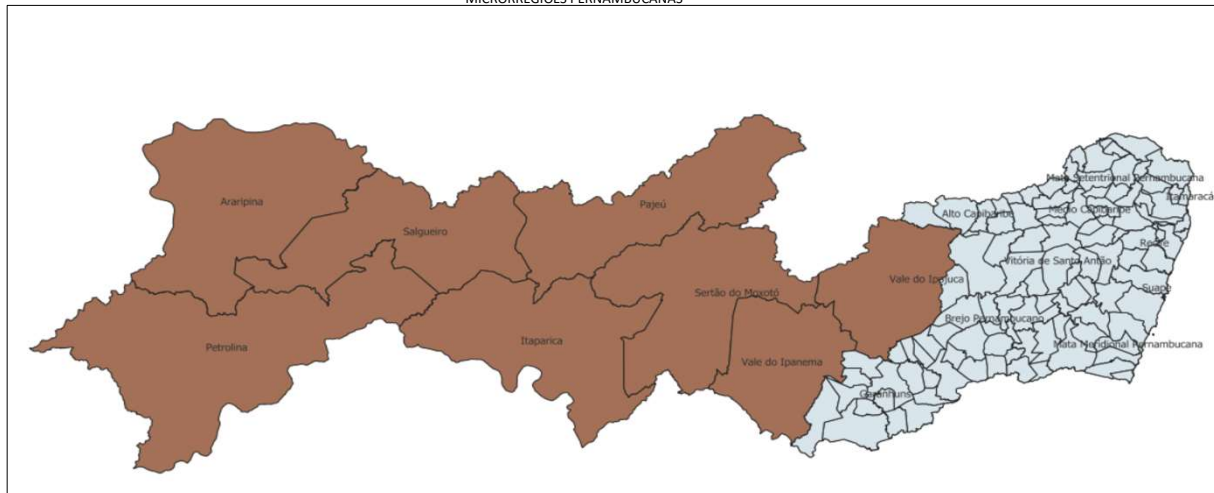 MICRORREGIÕES PERNAMBUCANAS
Araripina
Salgueiro
Pajeú
Petrolina
Itaparica
Sertão do Moxotó
Vale do Ipanema
Vale do Ipojuca
Alto Capibaribe
Mata Setentrional Pernambucana
Itamaracá
Médio Capibaribe
Recife
Vitória de Santo Antão
Suape
Brejo Pernambucano
Mata Meridional Pernambucana
Garanhuns